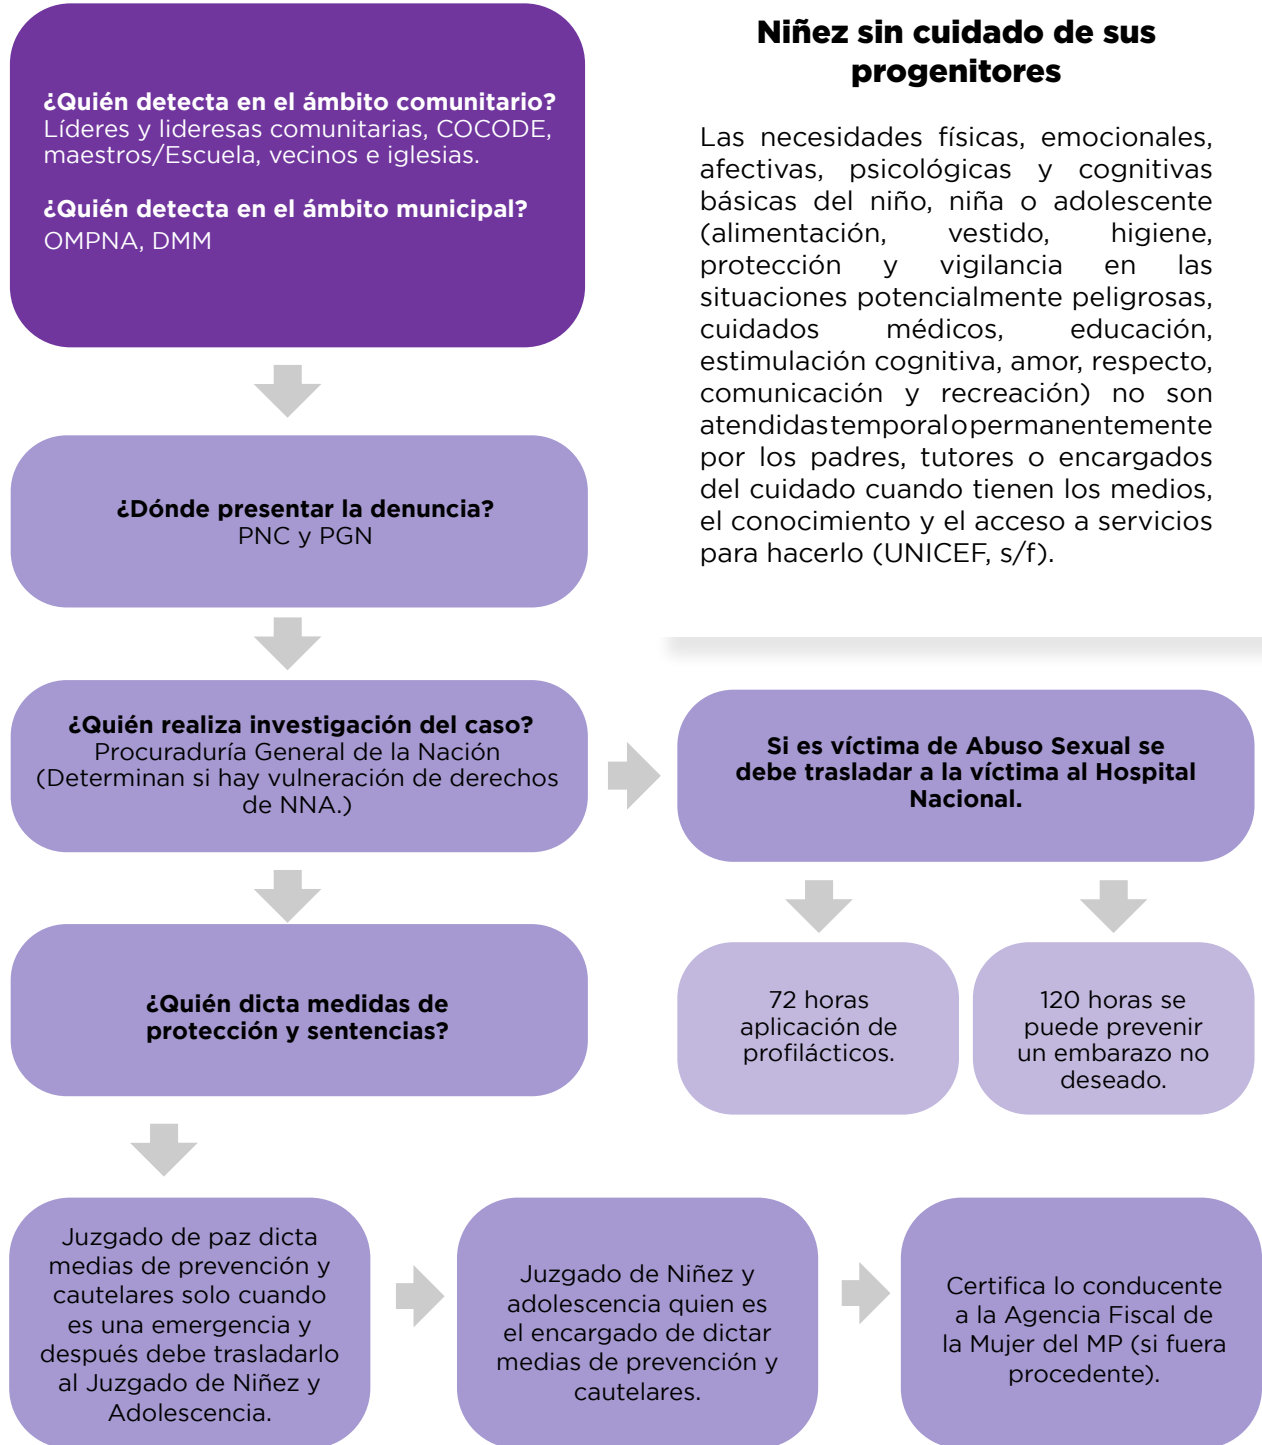 ¿Quién detecta en el ámbito comunitario?
Líderes y lideresas comunitarias, COCODE,
maestros/Escuela, vecinos e iglesias.
¿Quién detecta en el ámbito municipal?
OMPNA, DMM
Niñez sin cuidado de sus
progenitores
Las necesidades físicas, emocionales,
afectivas, psicológicas y cognitivas
básicas del niño, niña o adolescente
(alimentación, vestido, higiene,
protección y vigilancia en las
situaciones potencialmente peligrosas,
cuidados médicos, educación,
estimulación cognitiva, amor, respecto,
comunicación y recreación) no son
atendidas temporal o permanentemente
por los padres, tutores o encargados
del cuidado cuando tienen los medios,
el conocimiento y el acceso a servicios
para hacerlo (UNICEF, s/f).
¿Dónde presentar la denuncia?
PNC y PGN
¿Quién realiza investigación del caso?
Procuraduría General de la Nación
(Determinan si hay vulneración de derechos
de NNA.)
Si es víctima de Abuso Sexual se
debe trasladar a la víctima al Hospital
Nacional.
72 horas
aplicación de
profilácticos.
120 horas se
puede prevenir
un embarazo no
deseado.
¿Quién dicta medidas de
protección y sentencias?
Juzgado de paz dicta
medias de prevención y
cautelares solo cuando
es una emergencia y
después debe trasladarlo
al Juzgado de Niñez y
Adolescencia.
Juzgado de Niñez y
adolescencia quien es
el encargado de dictar
medias de prevención y
cautelares.
Certifica lo conducente
a la Agencia Fiscal de
la Mujer del MP (si fuera
procedente).